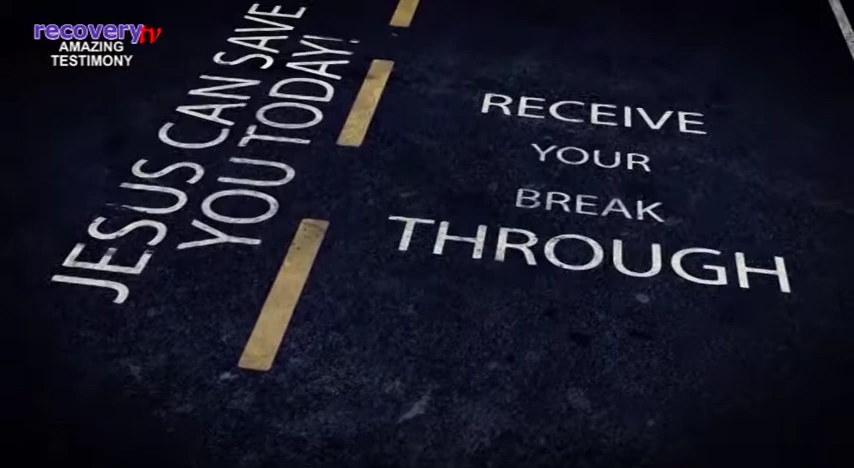 recoverytv
AMAZING
TESTIMONY
JESUS CAN SAVE
YOU TODAY!
RECEIVE
YOUR
BREAK
THROUGH